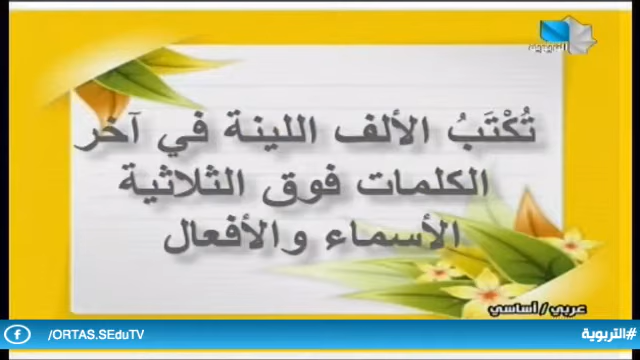 تُكْتَبُ الألف اللينة في آخر
الكلمات فوق الثلاثية
الأسماء والأفعال
عربي / أساسي
/ORTAS.SEduTV
#التربوية